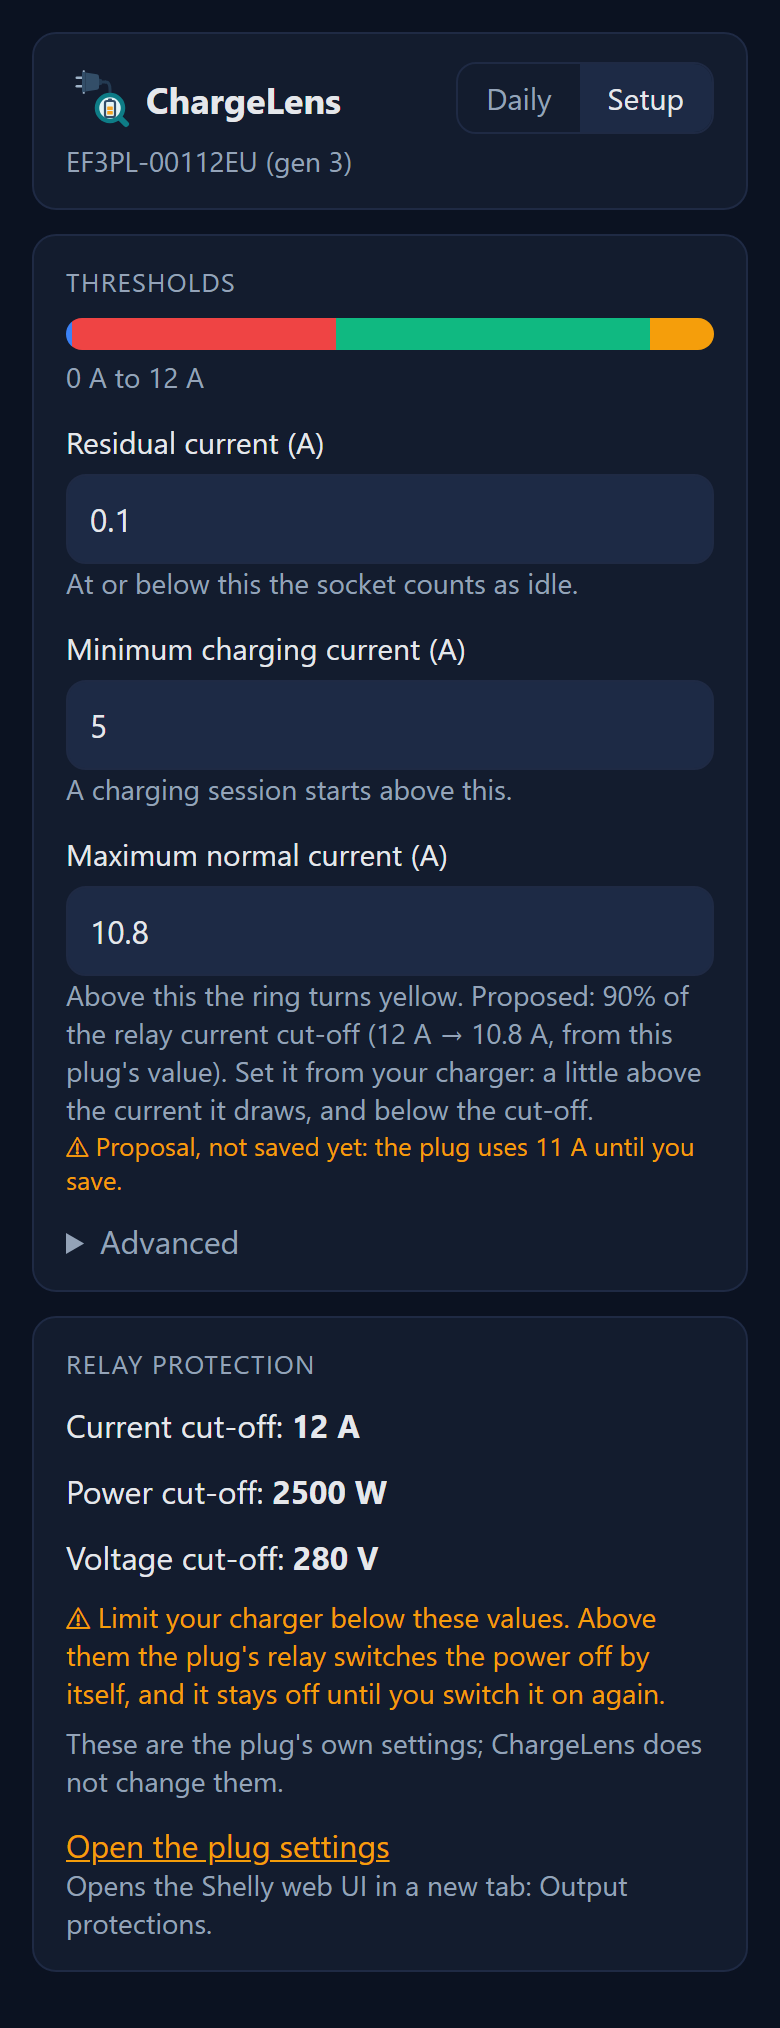 ChargeLens
Daily
Setup
EF3PL-00112EU (gen 3)
THRESHOLDS
0 A to 12 A
Residual current (A)
0.1
At or below this the socket counts as idle.
Minimum charging current (A)
5
A charging session starts above this.
Maximum normal current (A)
10.8
Above this the ring turns yellow. Proposed: 90% of
the relay current cut-off (12 A → 10.8 A, from this
plug's value). Set it from your charger: a little above
the current it draws, and below the cut-off.
⚠ Proposal, not saved yet: the plug uses 11 A until you
save.
▶ Advanced
RELAY PROTECTION
Current cut-off: 12 A
Power cut-off: 2500 W
Voltage cut-off: 280 V
⚠ Limit your charger below these values. Above
them the plug's relay switches the power off by
itself, and it stays off until you switch it on again.
These are the plug's own settings; ChargeLens does
not change them.
Open the plug settings
Opens the Shelly web UI in a new tab: Output
protections.